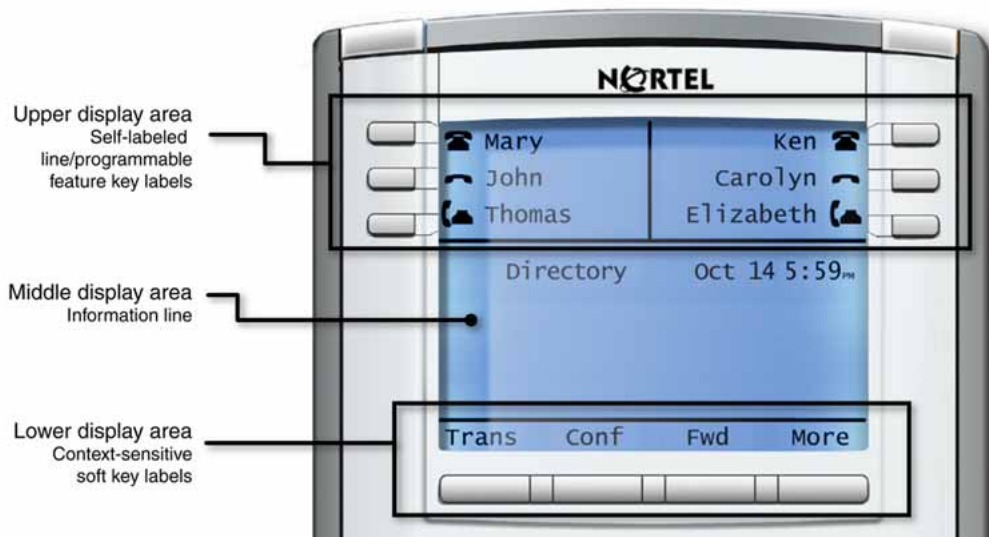 NORTEL
Upper display area
Self-labeled
line/programmable
feature key labels
Mary Ken
John Carolyn
Thomas Elizabeth
Directory Oct 14 5:59PM
Middle display area
Information line
Trans Conf Fwd More
Lower display area
Context-sensitive
soft key labels